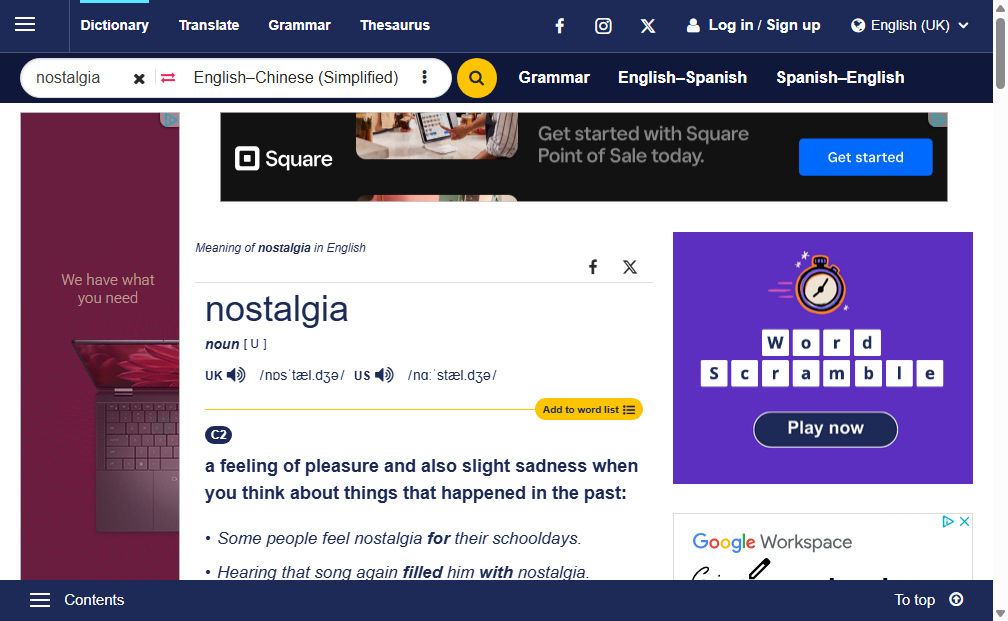 Dictionary Translate Grammar Thesaurus Log in / Sign up English (UK)
nostalgia English–Chinese (Simplified) Grammar English–Spanish Spanish–English
Square
Get started with Square
Point of Sale today.
Get started
We have what
you need
Meaning of nostalgia in English
nostalgia
noun [ U ]
UK /nɒsˈtæl.dʒə/ US /nɑːˈstæl.dʒə/
Add to word list
C2
a feeling of pleasure and also slight sadness when
you think about things that happened in the past:
• Some people feel nostalgia for their schooldays.
• Hearing that song again filled him with nostalgia.
Word
Scramble
Play now
Google Workspace
Contents To top